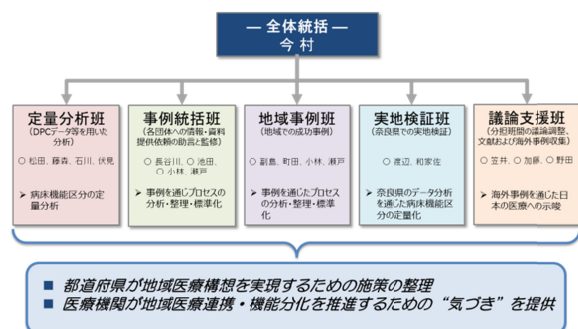 ― 全体統括 ―
今村
定量分析班
(DPCデータ等を用いた
分析)
○ 松田、藤森、石川、伏見
➢ 病床機能区分の定
量分析
事例統括班
(各団体への情報・資料
提供依頼の助言と監修)
○ 長谷川、○ 池田、
○ 小林、瀬戸
➢ 事例を通じプロセスの
分析・整理・標準化
地域事例班
(地域での成功事例)
○ 副島、町田、小林、瀬戸
➢ 事例を通じたプロセス
の分析・整理・標準
化
実地検証班
(奈良県での実地検証)
○ 渡辺、和家佐
➢ 奈良県のデータ分析
を通じた病床機能区
分の定量化
議論支援班
(分担班間の議論調整、
文献および海外事例収集)
○ 笠井、○ 加藤、○ 野田
➢ 海外事例を通じた日
本の医療への示唆
■ 都道府県が地域医療構想を実現するための施策の整理
■ 医療機関が地域医療連携・機能分化を推進するための“気づき”を提供